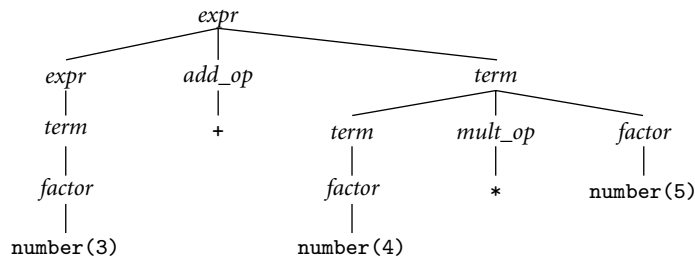 expr
expr add_op term
term + term mult_op factor
factor factor * number(5)
number(3) number(4)